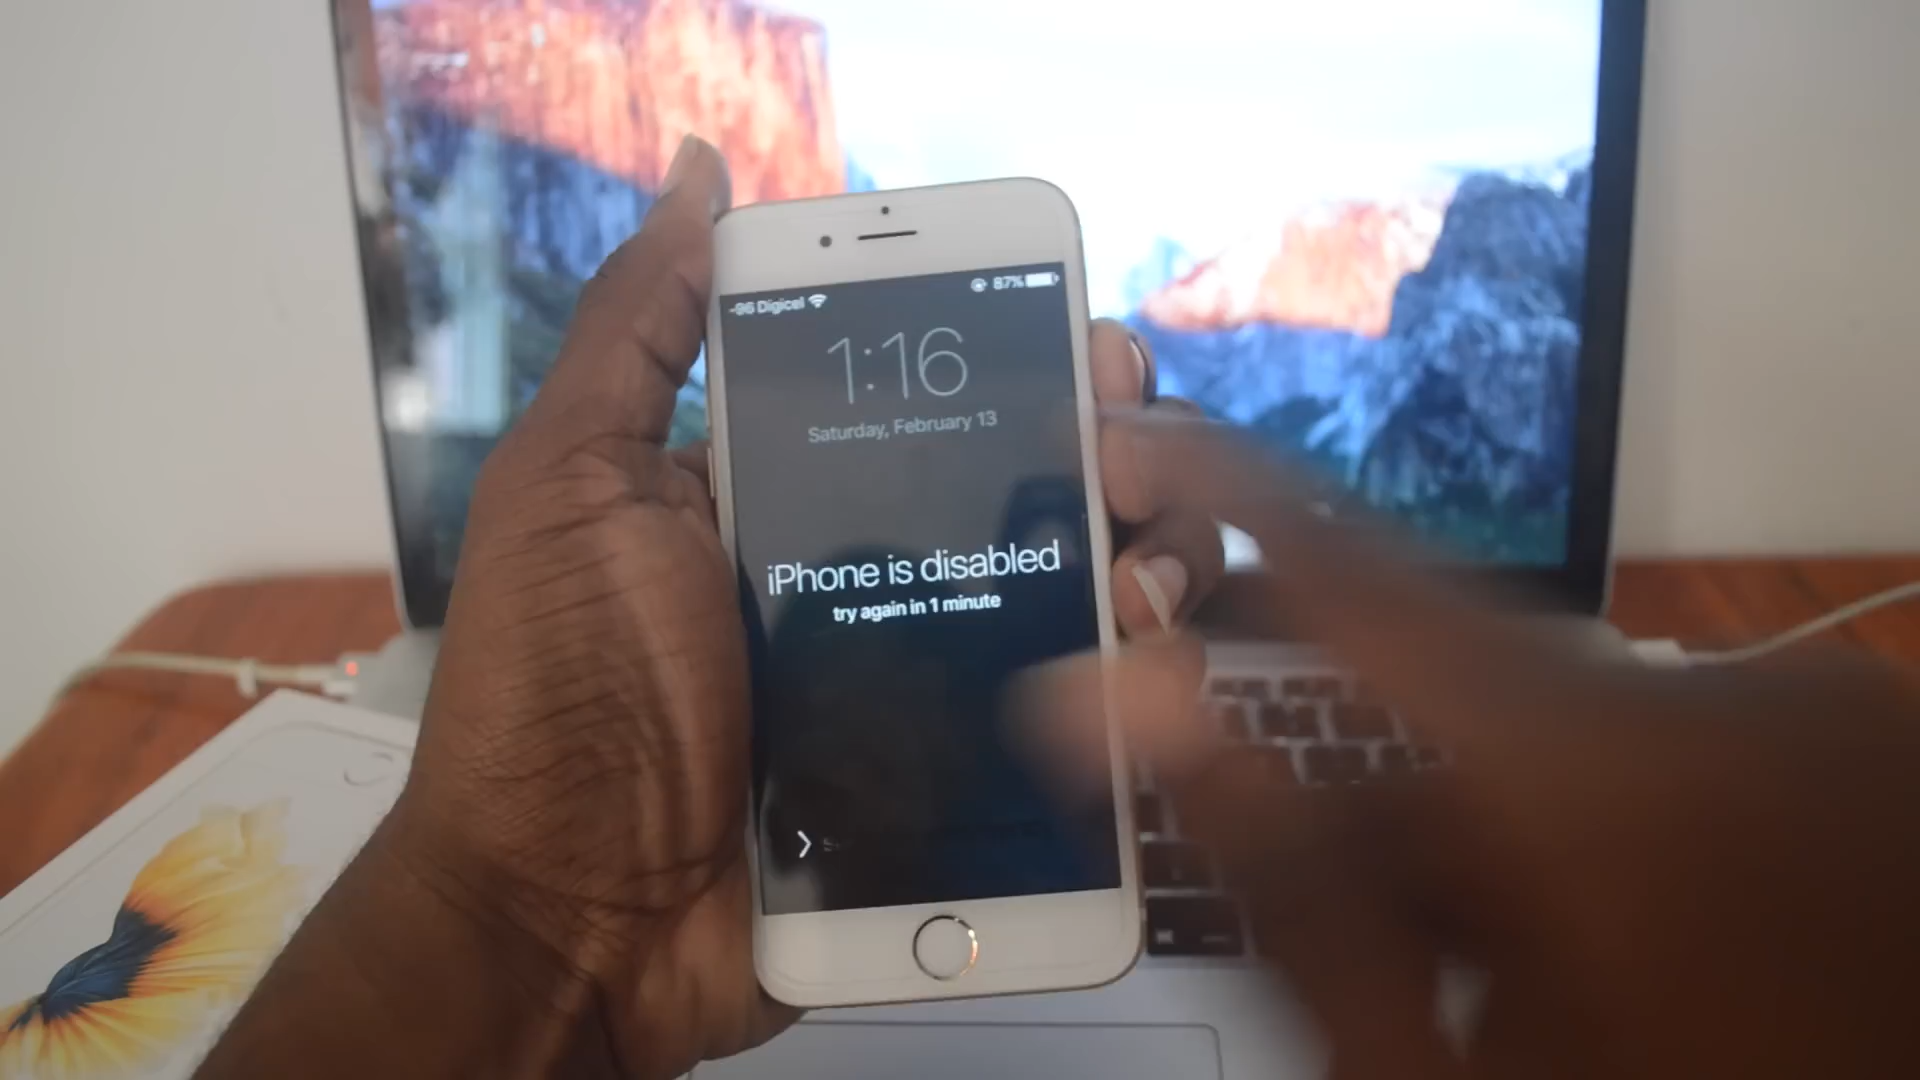 -96 Digicel 87%
1:16
Saturday, February 13
iPhone is disabled
try again in 1 minute